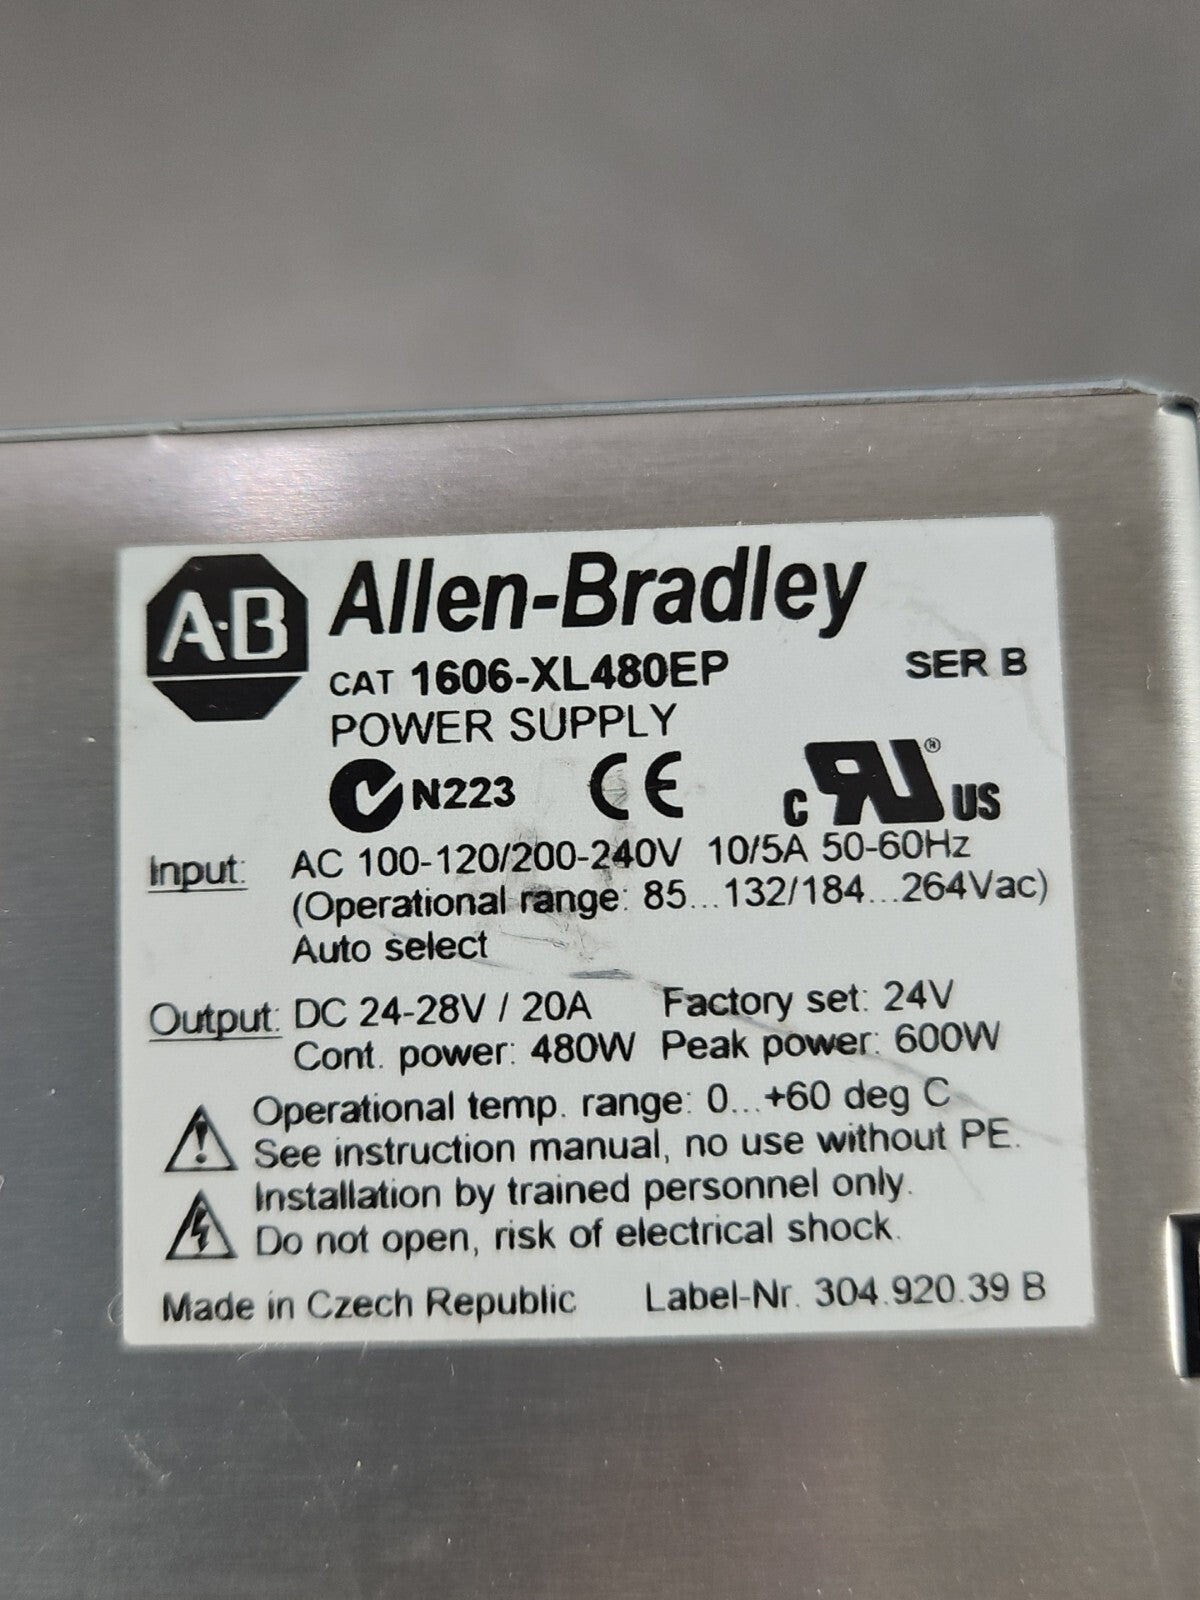 A-B Allen-Bradley
CAT 1606-XL480EP SER B
POWER SUPPLY
N223 CE c RU ® US
Input: AC 100-120/200-240V 10/5A 50-60Hz
(Operational range: 85...132/184...264Vac)
Auto select
Output: DC 24-28V / 20A Factory set: 24V
Cont. power: 480W Peak power: 600W
Operational temp. range: 0...+60 deg C
See instruction manual, no use without PE.
Installation by trained personnel only.
Do not open, risk of electrical shock.
Made in Czech Republic Label-Nr. 304.920.39 B